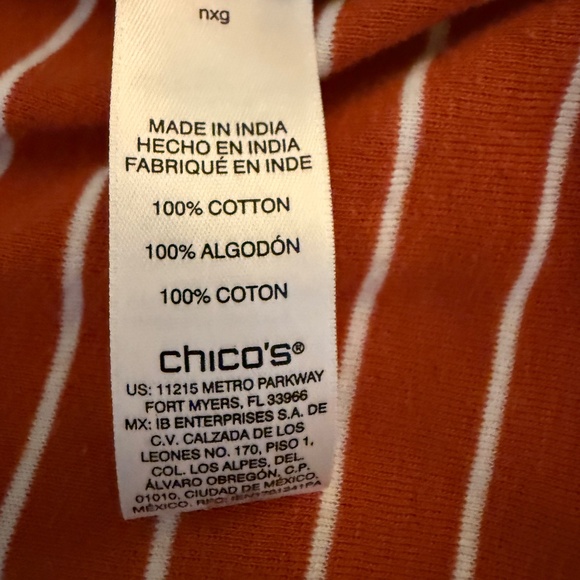 nxg
MADE IN INDIA
HECHO EN INDIA
FABRIQUÉ EN INDE
100% COTTON
100% ALGODÓN
100% COTON
chico's®
US: 11215 METRO PARKWAY
FORT MYERS, FL 33966
MX: IB ENTERPRISES S.A. DE
C.V. CALZADA DE LOS
LEONES NO. 170, PISO 1,
COL. LOS ALPES, DEL.
ÁLVARO OBREGÓN, C.P.
01010, CIUDAD DE MÉXICO,
MÉXICO. RFC: